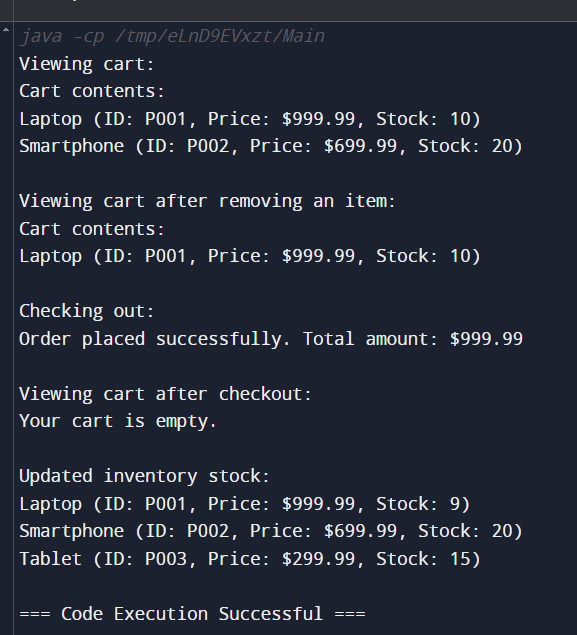 java -cp /tmp/eLnD9EVxzt/Main
Viewing cart:
Cart contents:
Laptop (ID: P001, Price: $999.99, Stock: 10)
Smartphone (ID: P002, Price: $699.99, Stock: 20)
Viewing cart after removing an item:
Cart contents:
Laptop (ID: P001, Price: $999.99, Stock: 10)
Checking out:
Order placed successfully. Total amount: $999.99
Viewing cart after checkout:
Your cart is empty.
Updated inventory stock:
Laptop (ID: P001, Price: $999.99, Stock: 9)
Smartphone (ID: P002, Price: $699.99, Stock: 20)
Tablet (ID: P003, Price: $299.99, Stock: 15)
=== Code Execution Successful ===